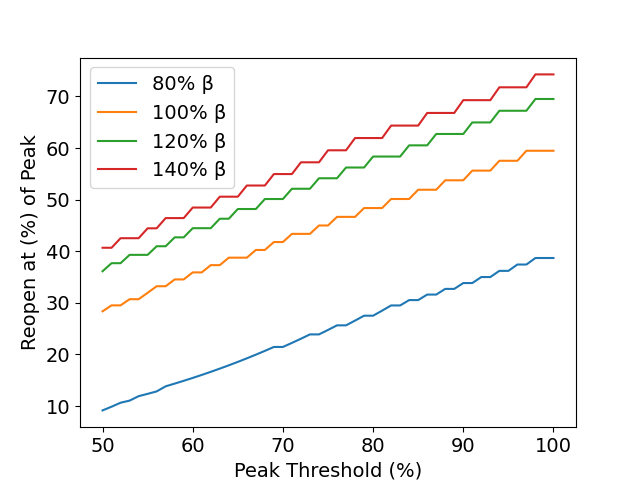 80% β
100% β
120% β
140% β
70
60
50
40
30
20
10
Reopen at (%) of Peak
50
60
70
80
90
100
Peak Threshold (%)